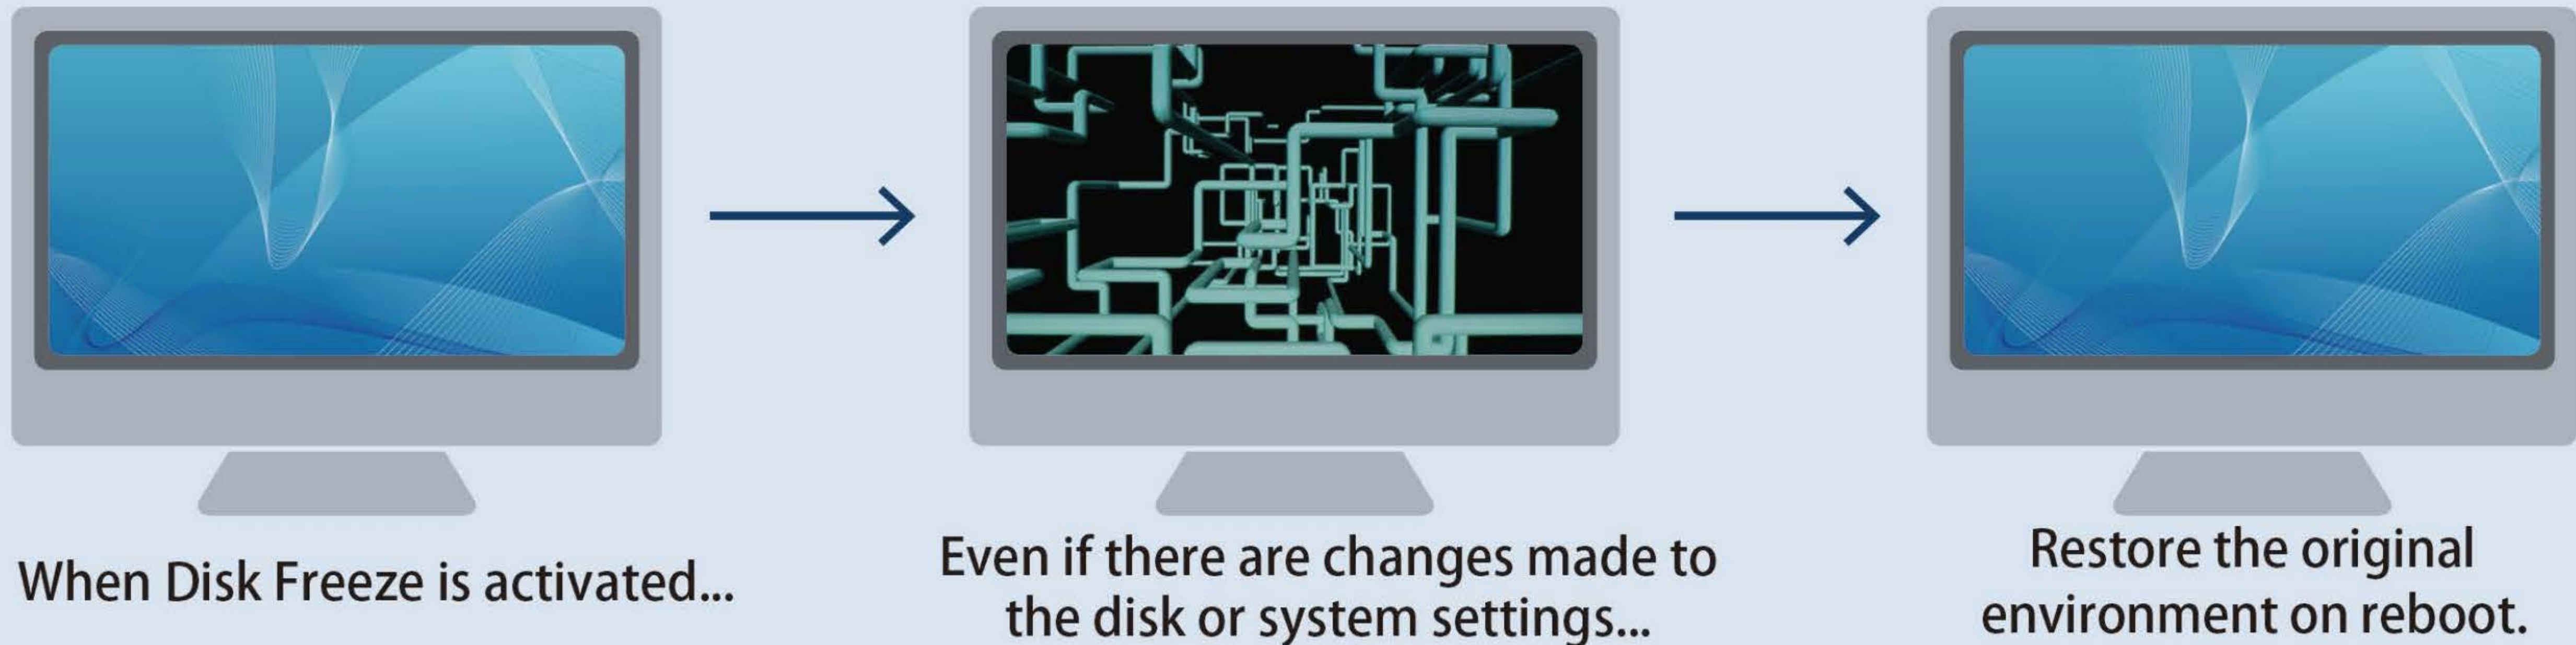 When Disk Freeze is activated...
Even if there are changes made to
the disk or system settings...
Restore the original
environment on reboot.